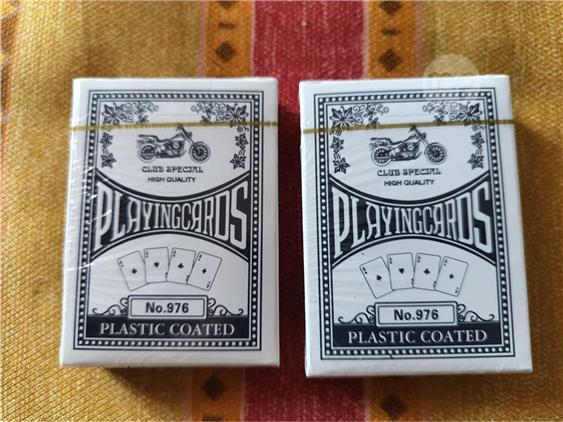 CLUB SPECIAL
HIGH QUALITY
PLAYINGCARDS
No.976
PLASTIC COATED
CLUB SPECIAL
HIGH QUALITY
PLAYINGCARDS
No.976
PLASTIC COATED